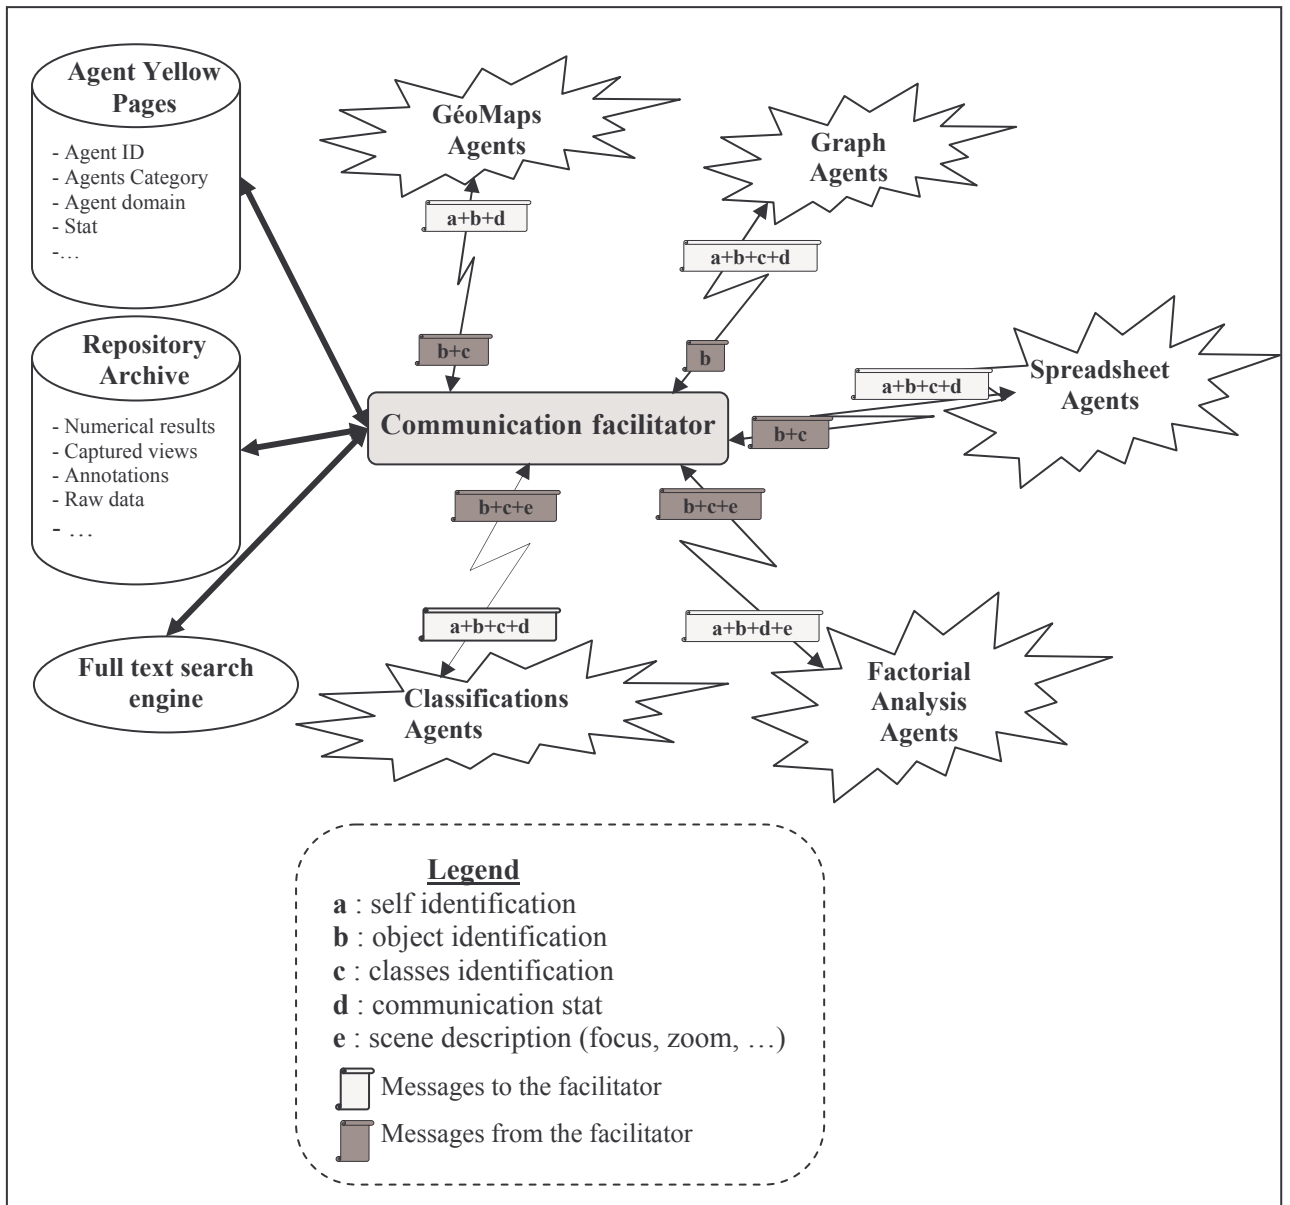 Agent Yellow
Pages
- Agent ID
- Agents Category
- Agent domain
- Stat
-…
GéoMaps
Agents
a+b+d
b+c
Graph
Agents
a+b+c+d
b
Repository
Archive
- Numerical results
- Captured views
- Annotations
- Raw data
- …
Communication facilitator
Spreadsheet
Agents
a+b+c+d
b+c
b+c+e
a+b+c+d
b+c+e
a+b+d+e
Full text search
engine
Classifications
Agents
Factorial
Analysis
Agents
Legend
a : self identification
b : object identification
c : classes identification
d : communication stat
e : scene description (focus, zoom, …)
Messages to the facilitator
Messages from the facilitator